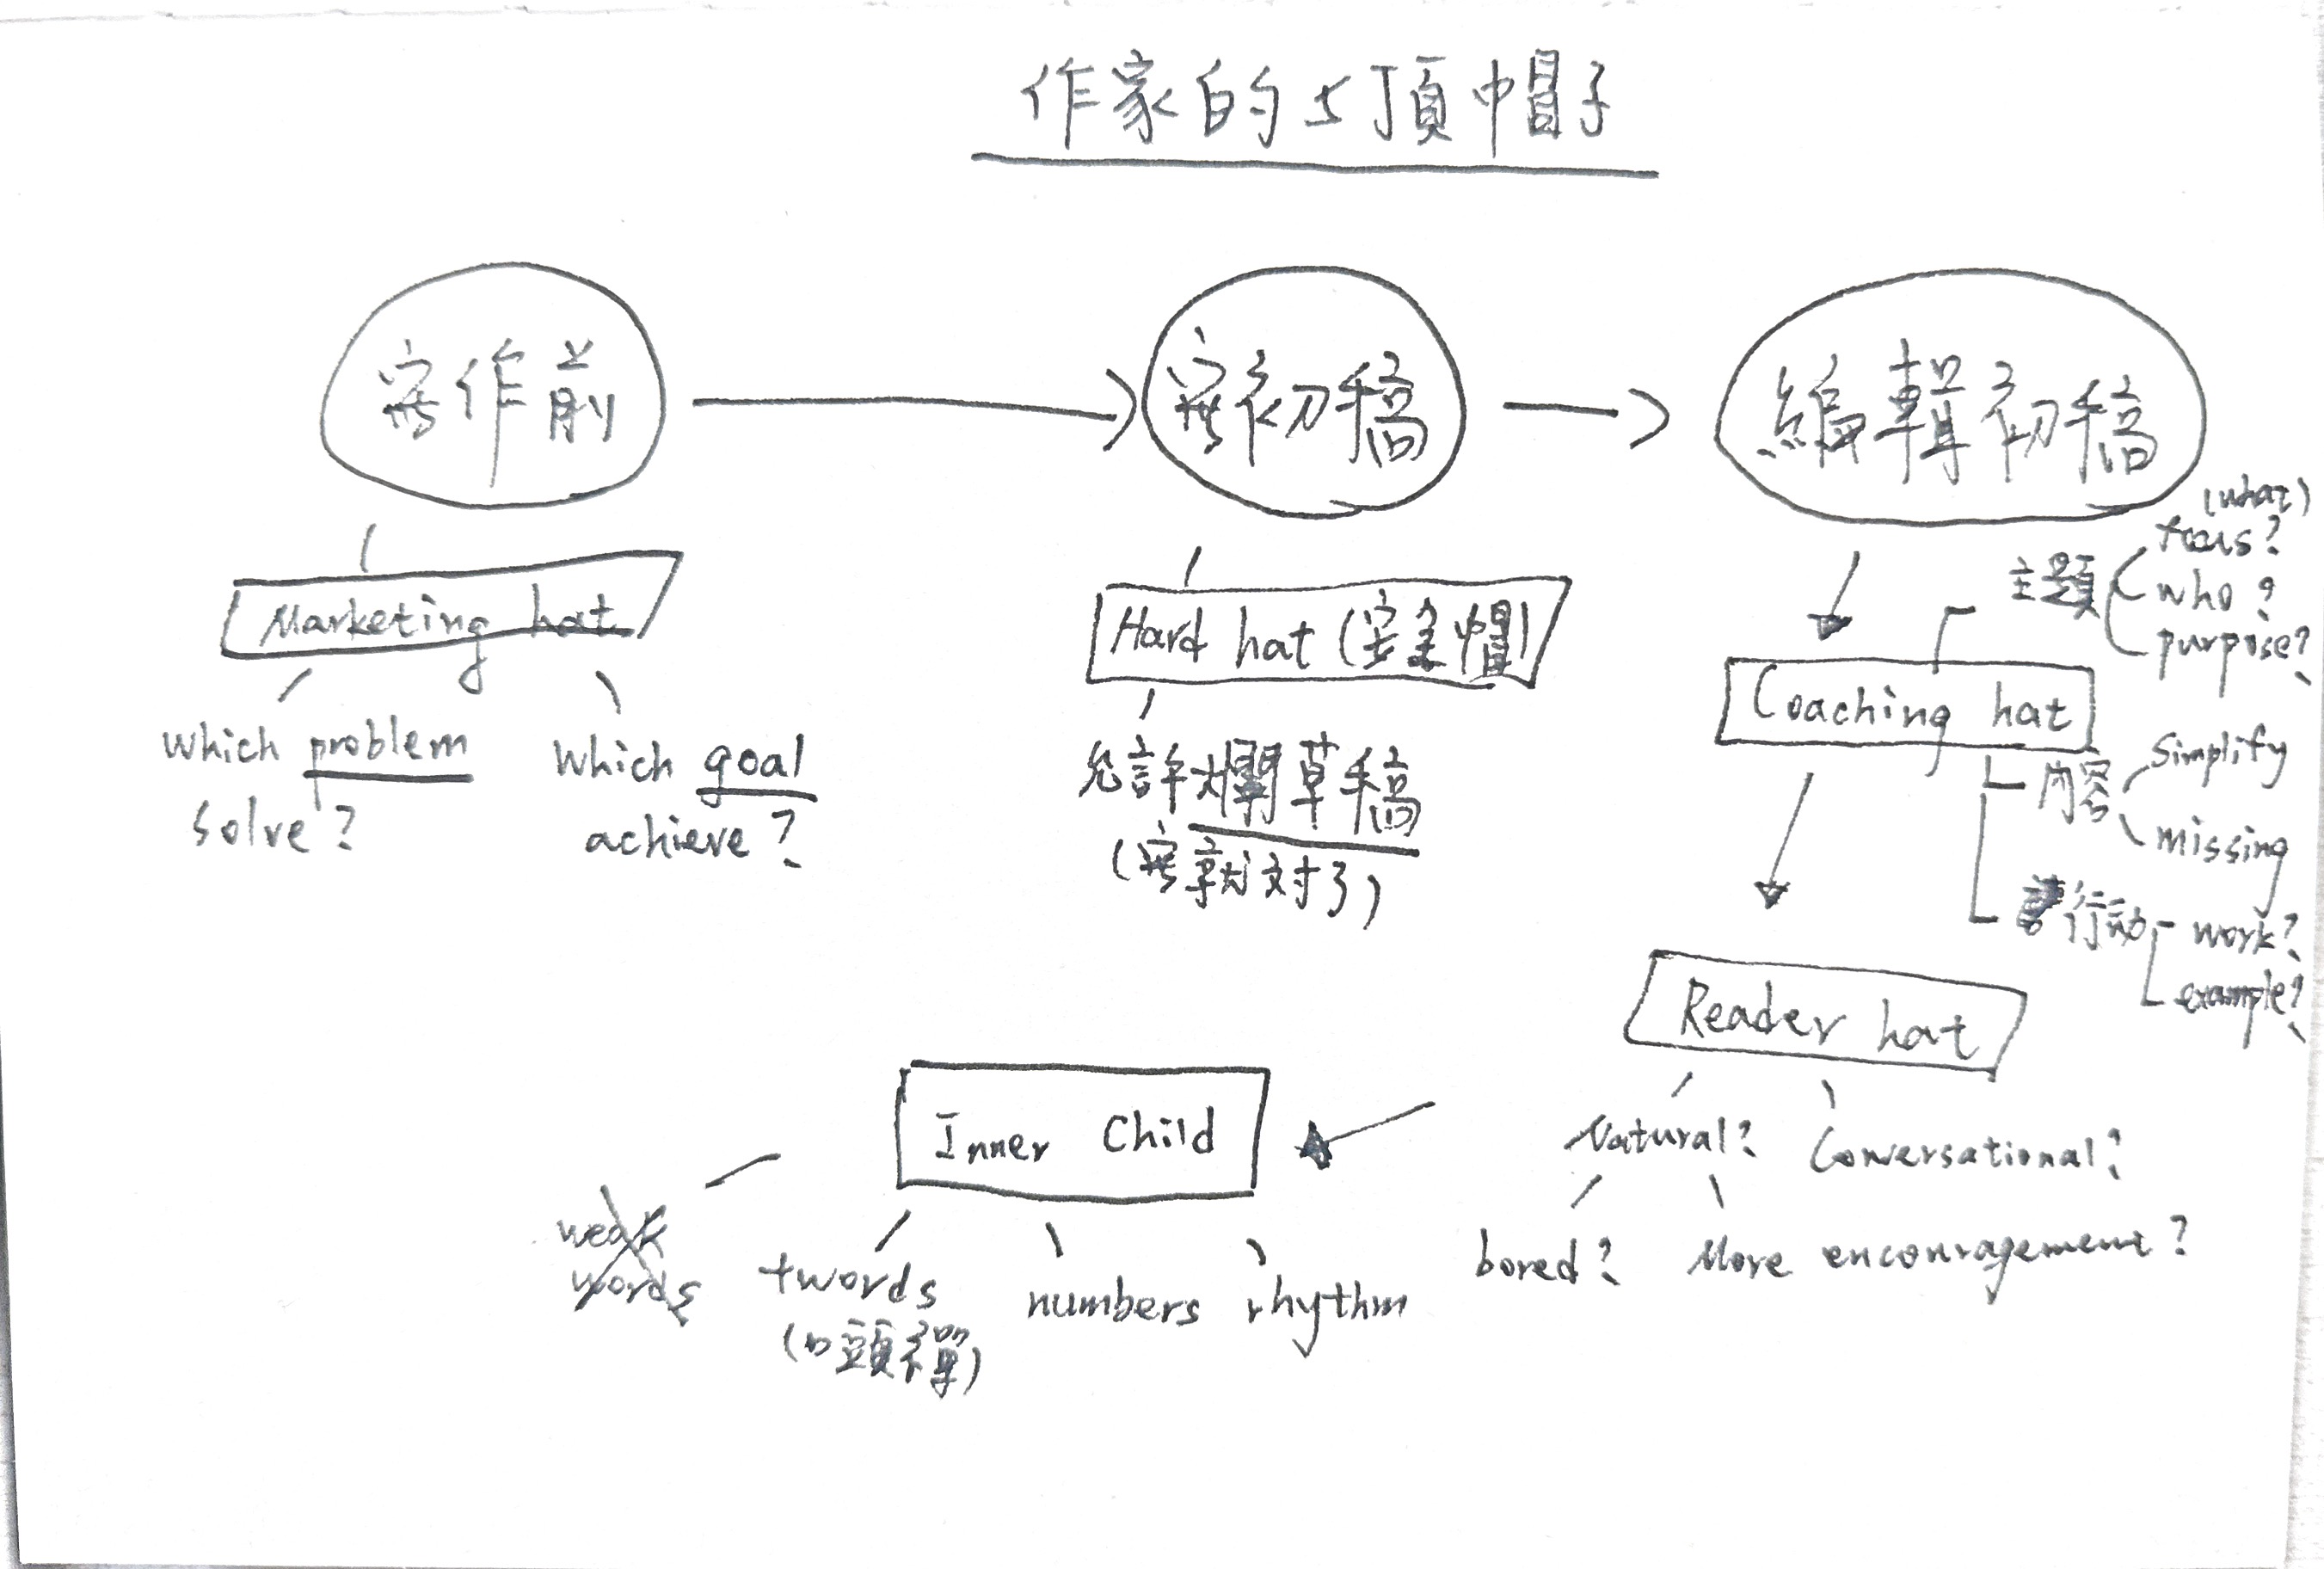 作家的5頂帽子
寫作前
寫初稿
編輯初稿
Marketing hat
which problem
solve?
which goal
achieve?
Hard hat (安全帽)
允許爛草稿
(寫就对了)
Coaching hat
主題
(what)
focus?
who?
purpose?
內容
Simplify
missing
行動
work?
example?
Reader hat
Natural?
Conversational?
bored?
More encouragement?
Inner Child
weak
words
+words
(口頭禪)
numbers
rhythm